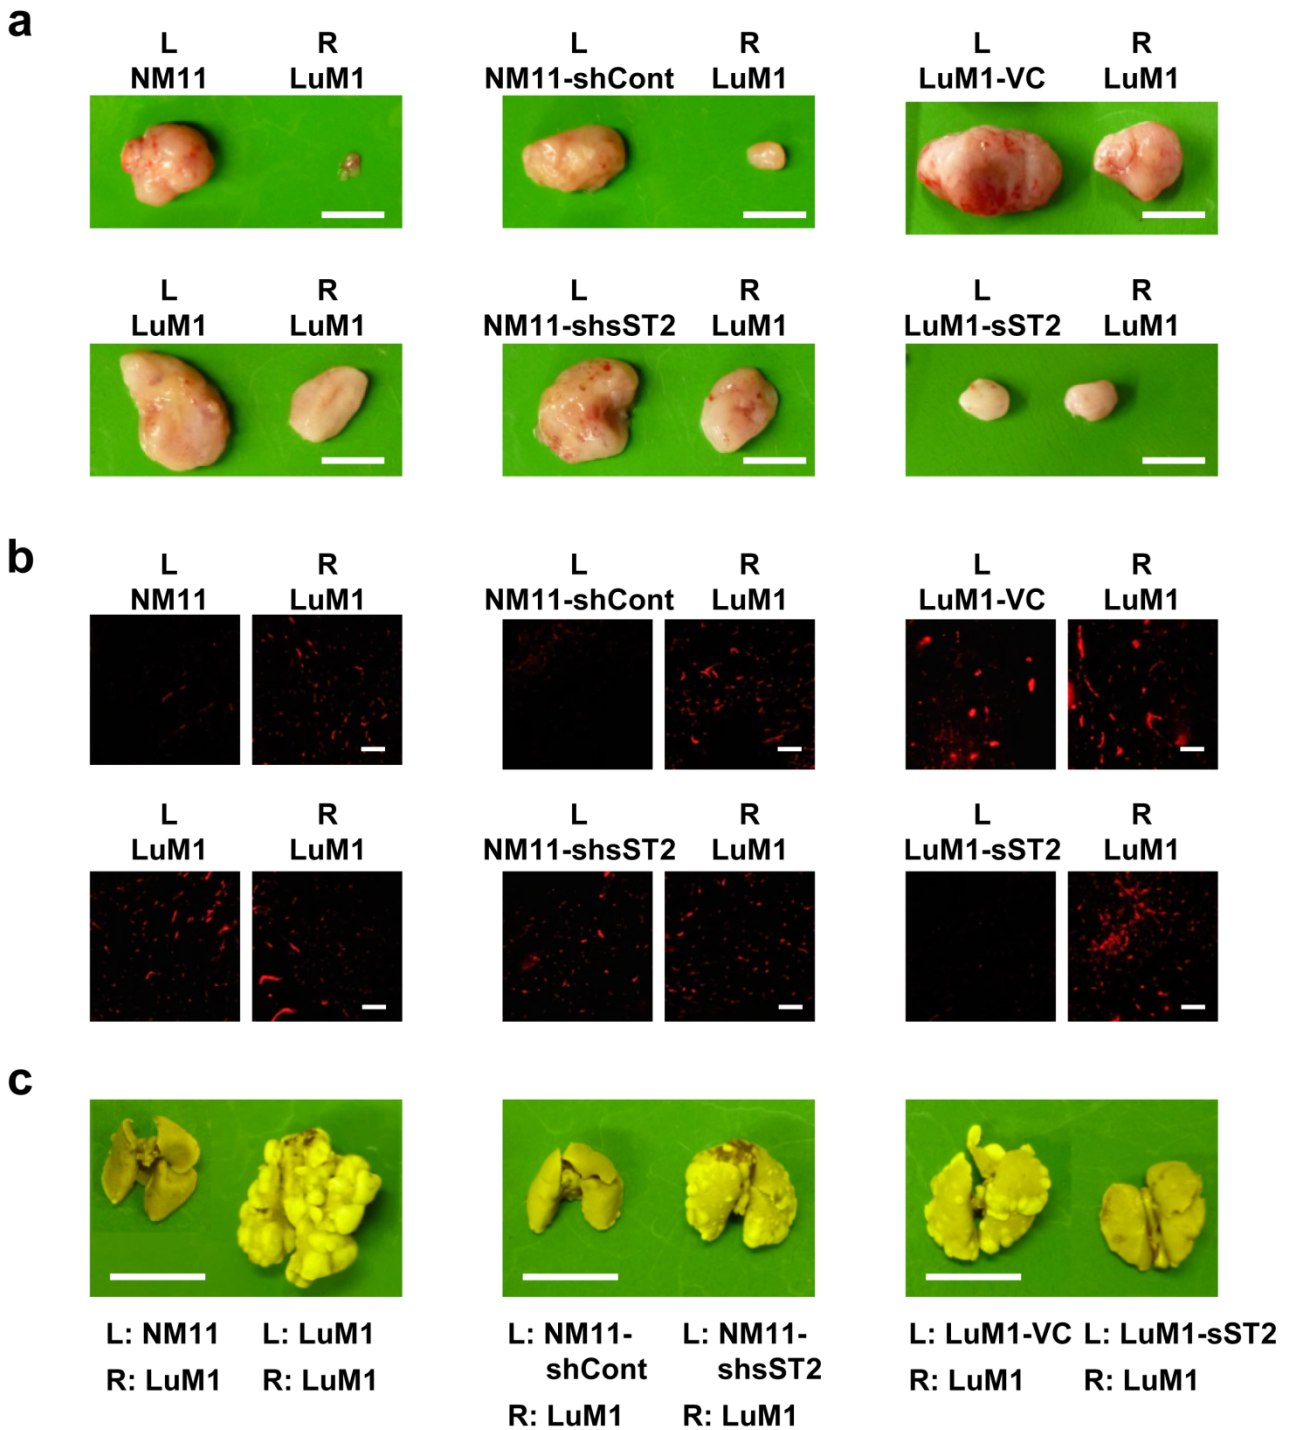 a
L R L R L R
NM11 LuM1 NM11-shCont LuM1 LuM1-VC LuM1
L R L R L R
LuM1 LuM1 NM11-shsST2 LuM1 LuM1-sST2 LuM1
b
L R L R L R
NM11 LuM1 NM11-shCont LuM1 LuM1-VC LuM1
L R L R L R
LuM1 LuM1 NM11-shsST2 LuM1 LuM1-sST2 LuM1
c
L: NM11 L: LuM1
R: LuM1 R: LuM1
L: NM11- L: NM11-
shCont shsST2
R: LuM1 R: LuM1
L: LuM1-VC L: LuM1-sST2
R: LuM1 R: LuM1